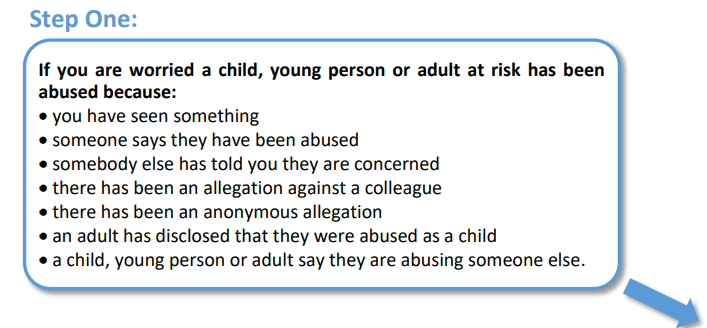 Step One:
If you are worried a child, young person or adult at risk has been
abused because:
• you have seen something
• someone says they have been abused
• somebody else has told you they are concerned
• there has been an allegation against a colleague
• there has been an anonymous allegation
• an adult has disclosed that they were abused as a child
• a child, young person or adult say they are abusing someone else.